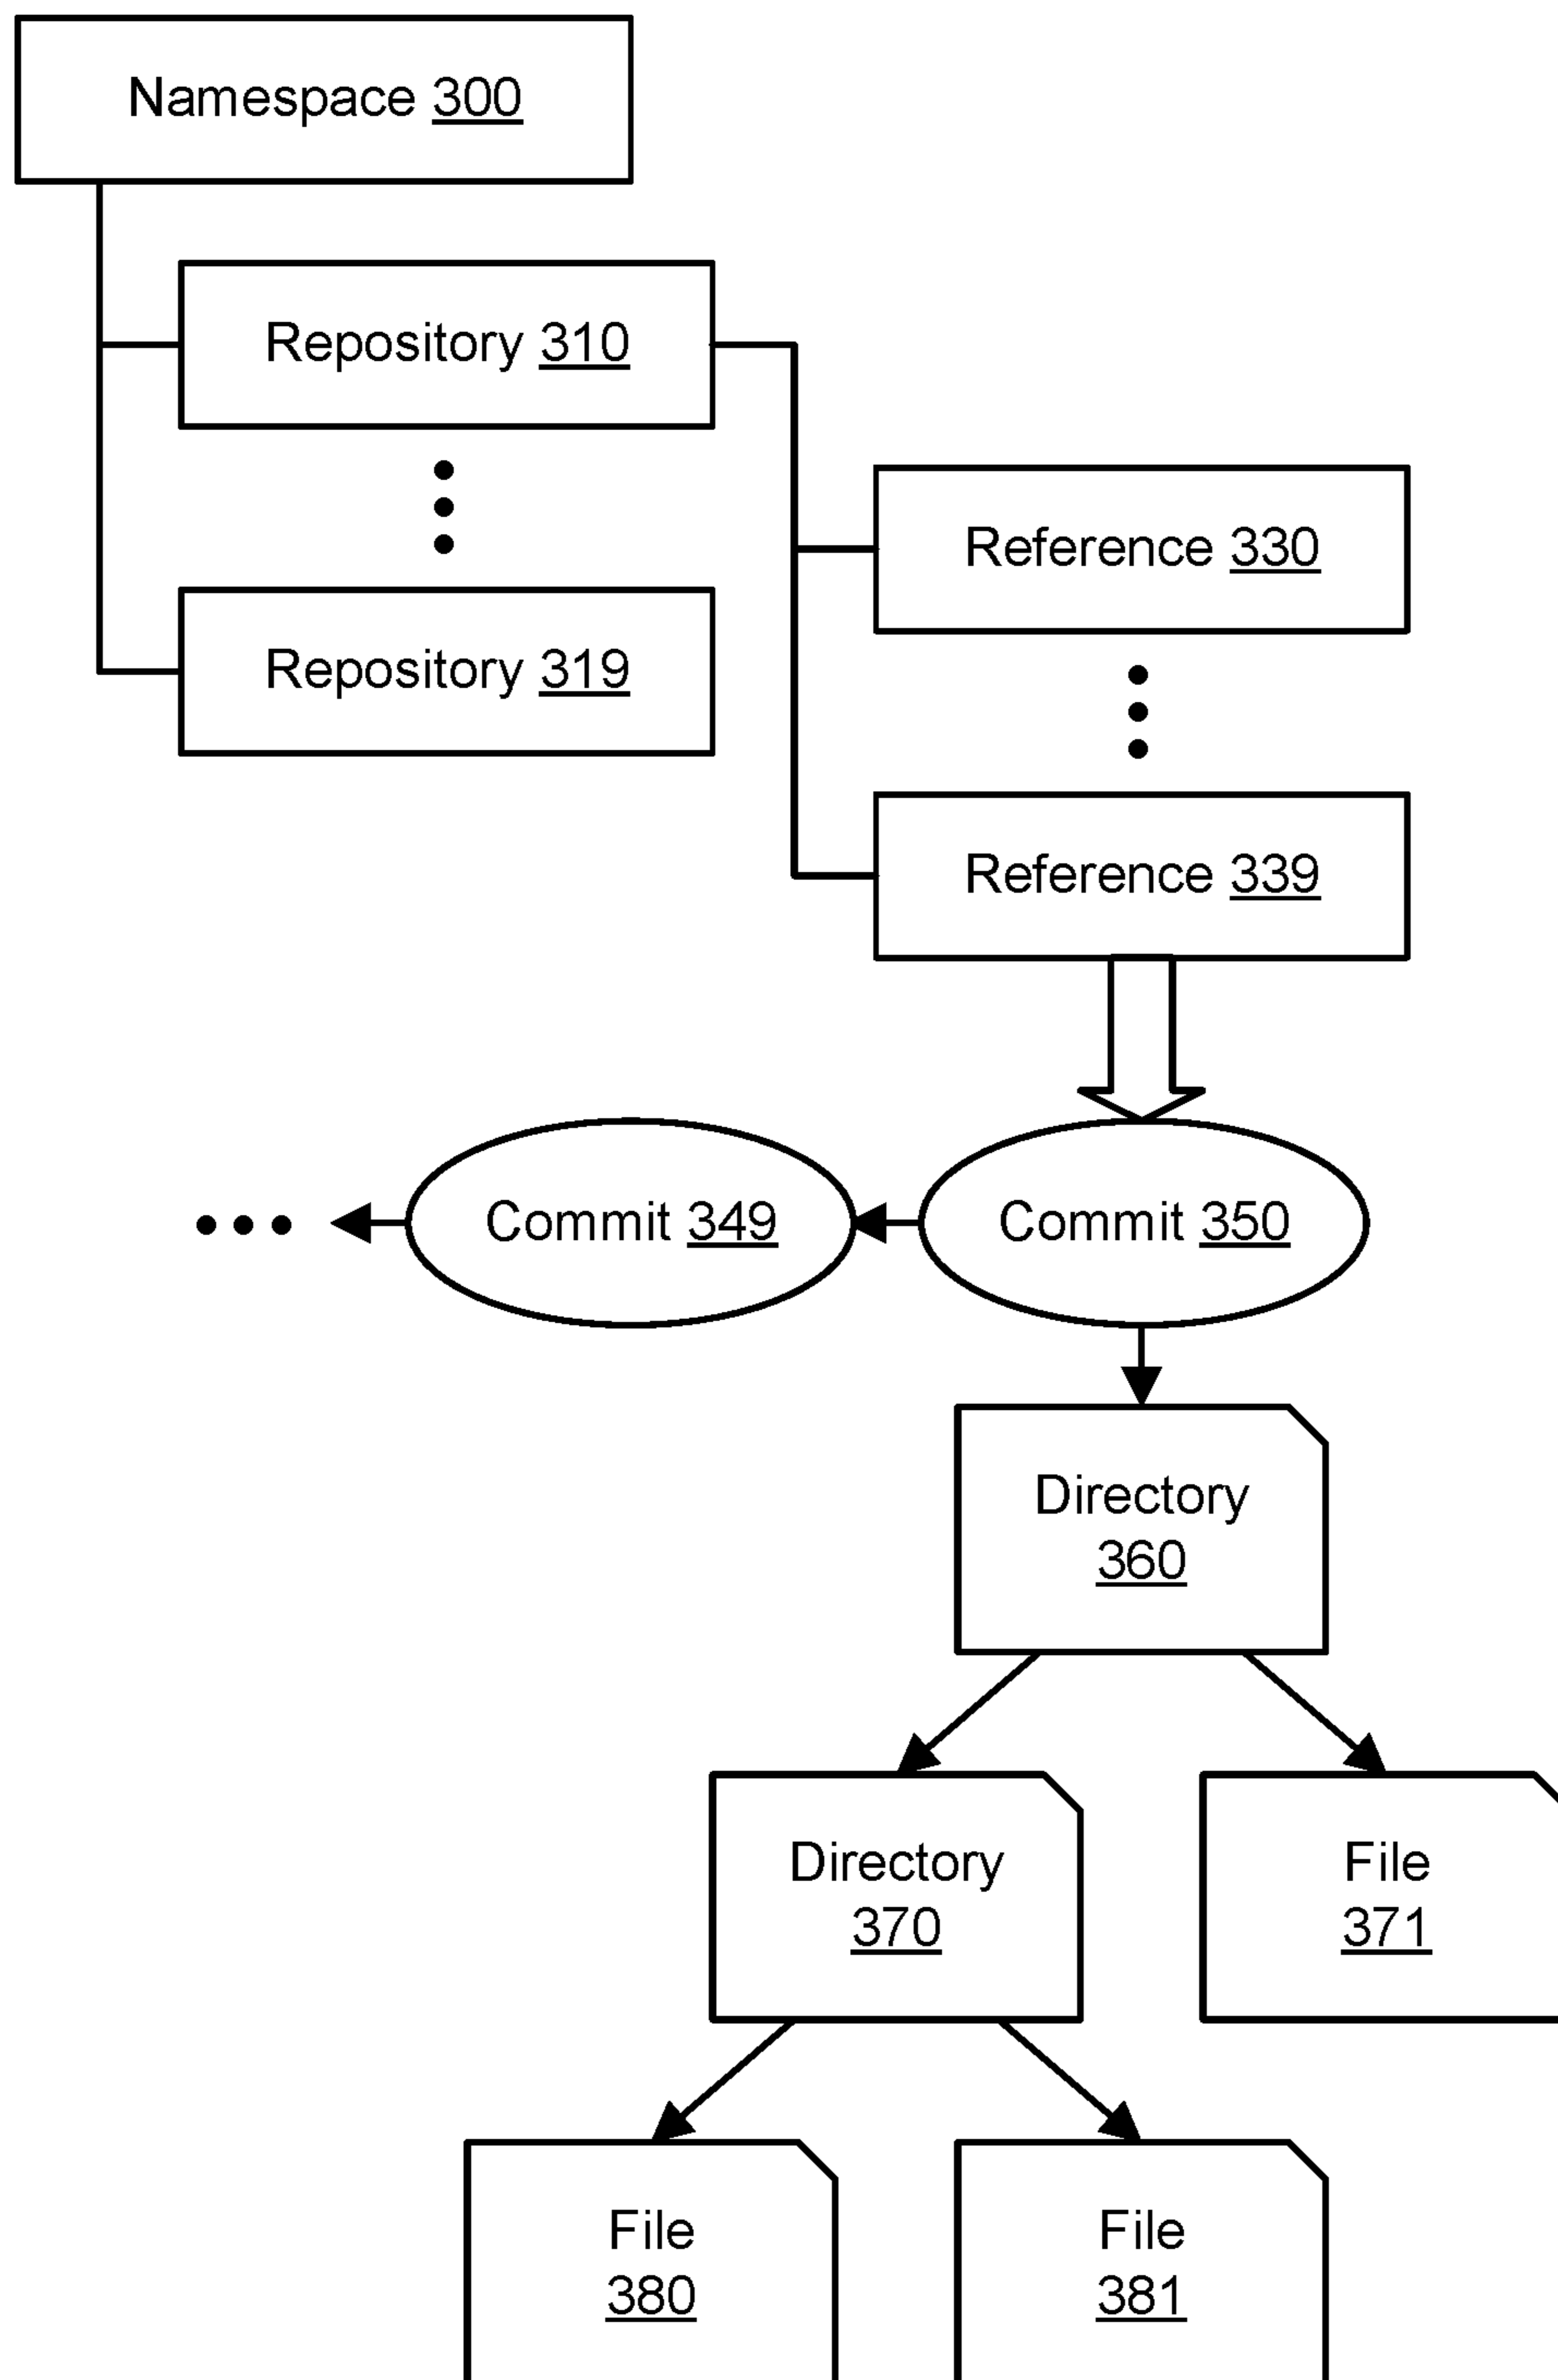 Namespace 300
Repository 310
Reference 330
Repository 319
Reference 339
Commit 349
Commit 350
Directory
360
Directory
370
File
371
File
380
File
381